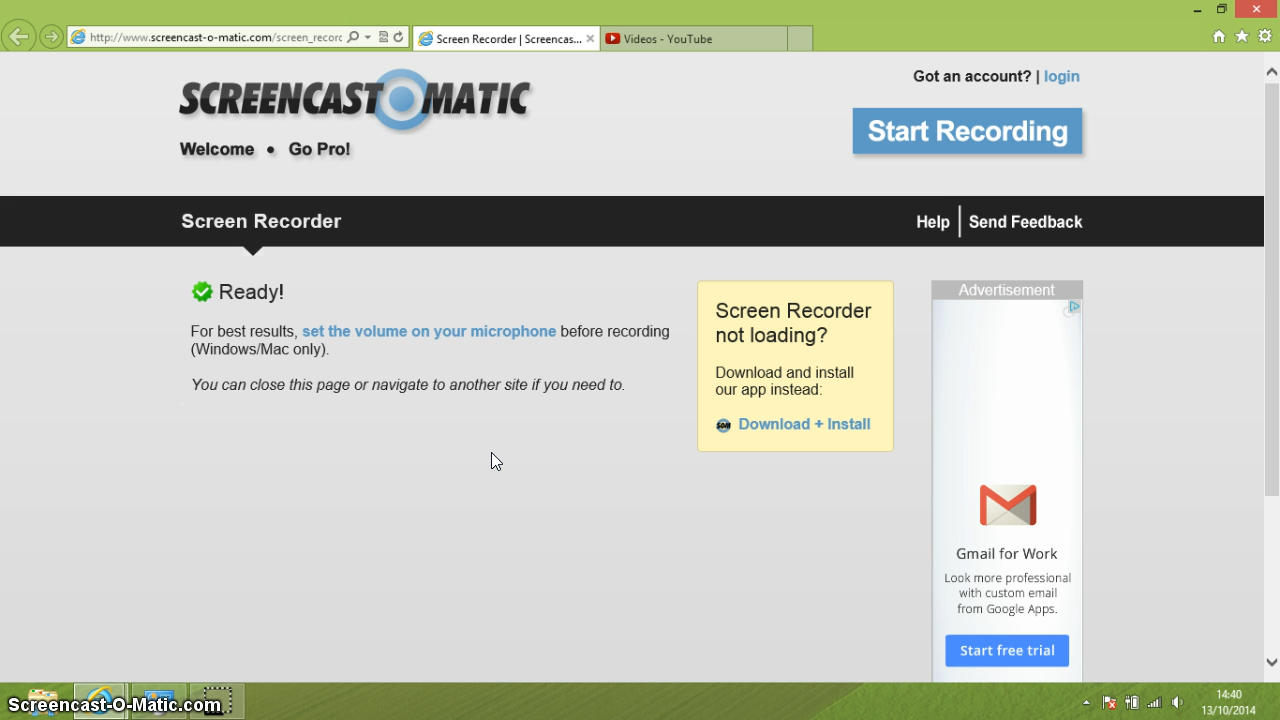 http://www.screencast-o-matic.com/screen_record
Screen Recorder | Screencas...
Videos - YouTube
SCREENCAST MATIC
Got an account? | login
Start Recording
Welcome • Go Pro!
Screen Recorder
Help
Send Feedback
Ready!
For best results, set the volume on your microphone before recording
(Windows/Mac only).
You can close this page or navigate to another site if you need to.
Screen Recorder
not loading?
Download and install
our app instead:
SOM
Download + Install
Advertisement
Gmail for Work
Look more professional
with custom email
from Google Apps.
Start free trial
Screencast-O-Matic.com
14:40
13/10/2014